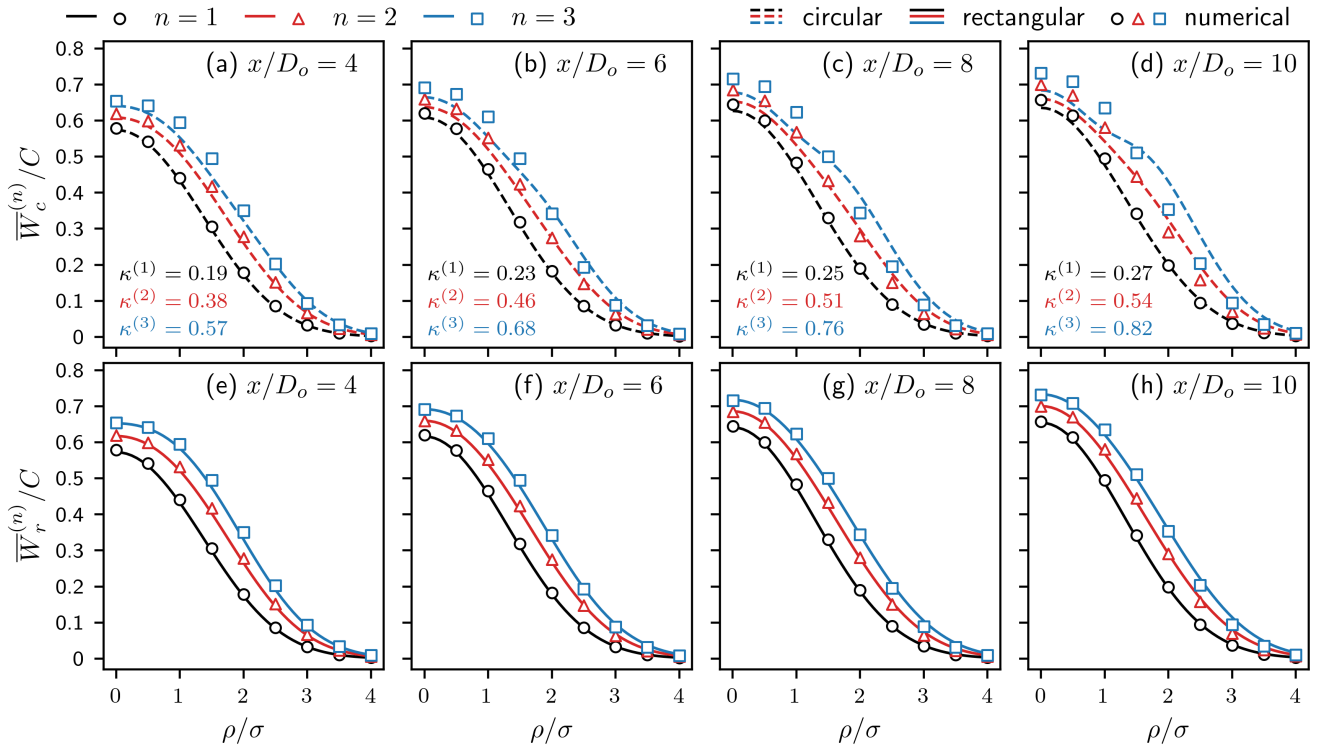 n = 1 n = 2 n = 3 circular rectangular numerical
0.8 0.7 0.6 0.5 0.4 0.3 0.2 0.1 0
W̿_c^{(n)}/C
(a) x/D_o = 4
κ^{(1)} = 0.19
κ^{(2)} = 0.38
κ^{(3)} = 0.57
(b) x/D_o = 6
κ^{(1)} = 0.23
κ^{(2)} = 0.46
κ^{(3)} = 0.68
(c) x/D_o = 8
κ^{(1)} = 0.25
κ^{(2)} = 0.51
κ^{(3)} = 0.76
(d) x/D_o = 10
κ^{(1)} = 0.27
κ^{(2)} = 0.54
κ^{(3)} = 0.82
0.8 0.7 0.6 0.5 0.4 0.3 0.2 0.1 0
W̿_r^{(n)}/C
(e) x/D_o = 4
(f) x/D_o = 6
(g) x/D_o = 8
(h) x/D_o = 10
0 1 2 3 4 0 1 2 3 4 0 1 2 3 4 0 1 2 3 4
ρ/σ ρ/σ ρ/σ ρ/σ